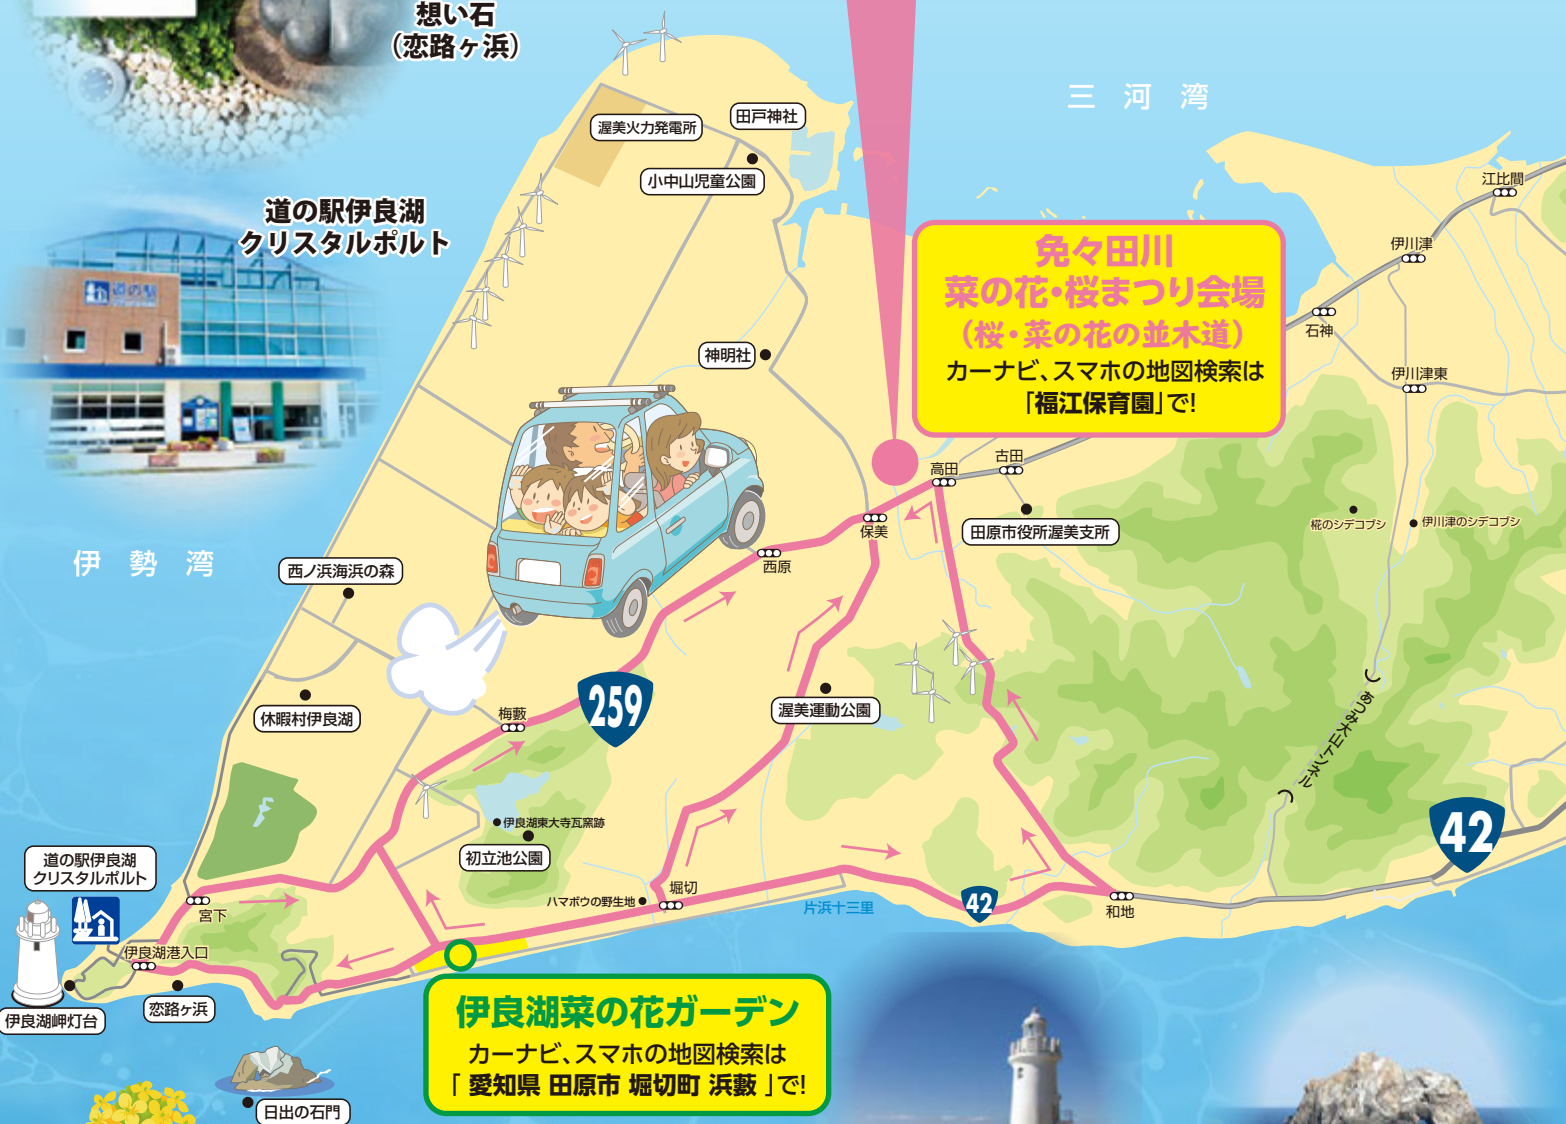 想い石
（恋路ヶ浜）
三河湾
渥美火力発電所
田戸神社
小中山児童公園
江比間
道の駅伊良湖
クリスタルポルト
道の駅
伊川津
免々田川
菜の花・桜まつり会場
（桜・菜の花の並木道）
カーナビ、スマホの地図検索は
「福江保育園」で!
石神
神明社
伊川津東
高田
古田
保美
田原市役所渥美支所
椛のシデコブシ
伊川津のシデコブシ
伊勢湾
西ノ浜海浜の森
西原
休暇村伊良湖
梅藪
259
渥美運動公園
あつみ大山トンネル
伊良湖東大寺瓦窯跡
初立池公園
42
道の駅伊良湖
クリスタルポルト
宮下
ハマボウの野生地
堀切
片浜十三里
42
和地
伊良湖港入口
恋路ヶ浜
伊良湖岬灯台
伊良湖菜の花ガーデン
カーナビ、スマホの地図検索は
「 愛知県 田原市 堀切町 浜藪 」で!
日出の石門